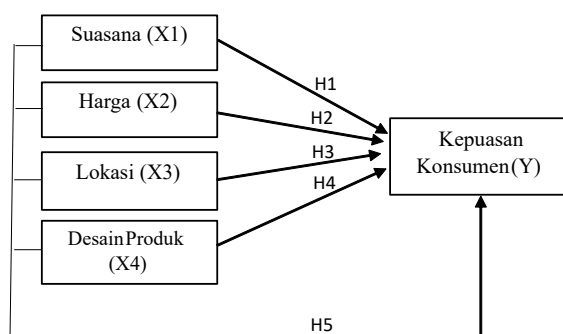 Suasana (X1)
H1
Harga (X2)
H2
Kepuasan
Konsumen(Y)
H3
Lokasi (X3)
H4
DesainProduk
(X4)
H5